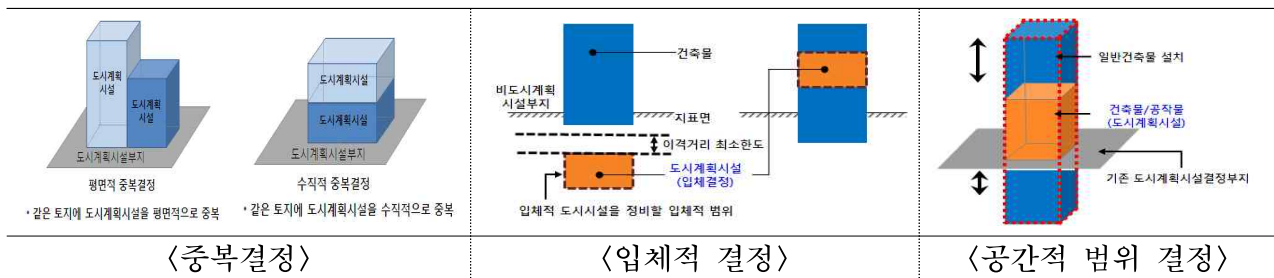 도시계획
시설
도시계획
시설
도시계획시설부지
평면적 중복결정
* 같은 토지에 도시계획시설을 평면적으로 중복
도시계획시설
도시계획시설
도시계획시설부지
수직적 중복결정
* 같은 토지에 도시계획시설을 수직적으로 중복
<중복결정>
건축물
비도시계획
시설부지
지표면
이격거리 최소한도
도시계획시설
(입체결정)
입체적 도시시설을 정비할 입체적 범위
<입체적 결정>
일반건축물 설치
건축물/공작물
(도시계획시설)
기존 도시계획시설결정부지
<공간적 범위 결정>